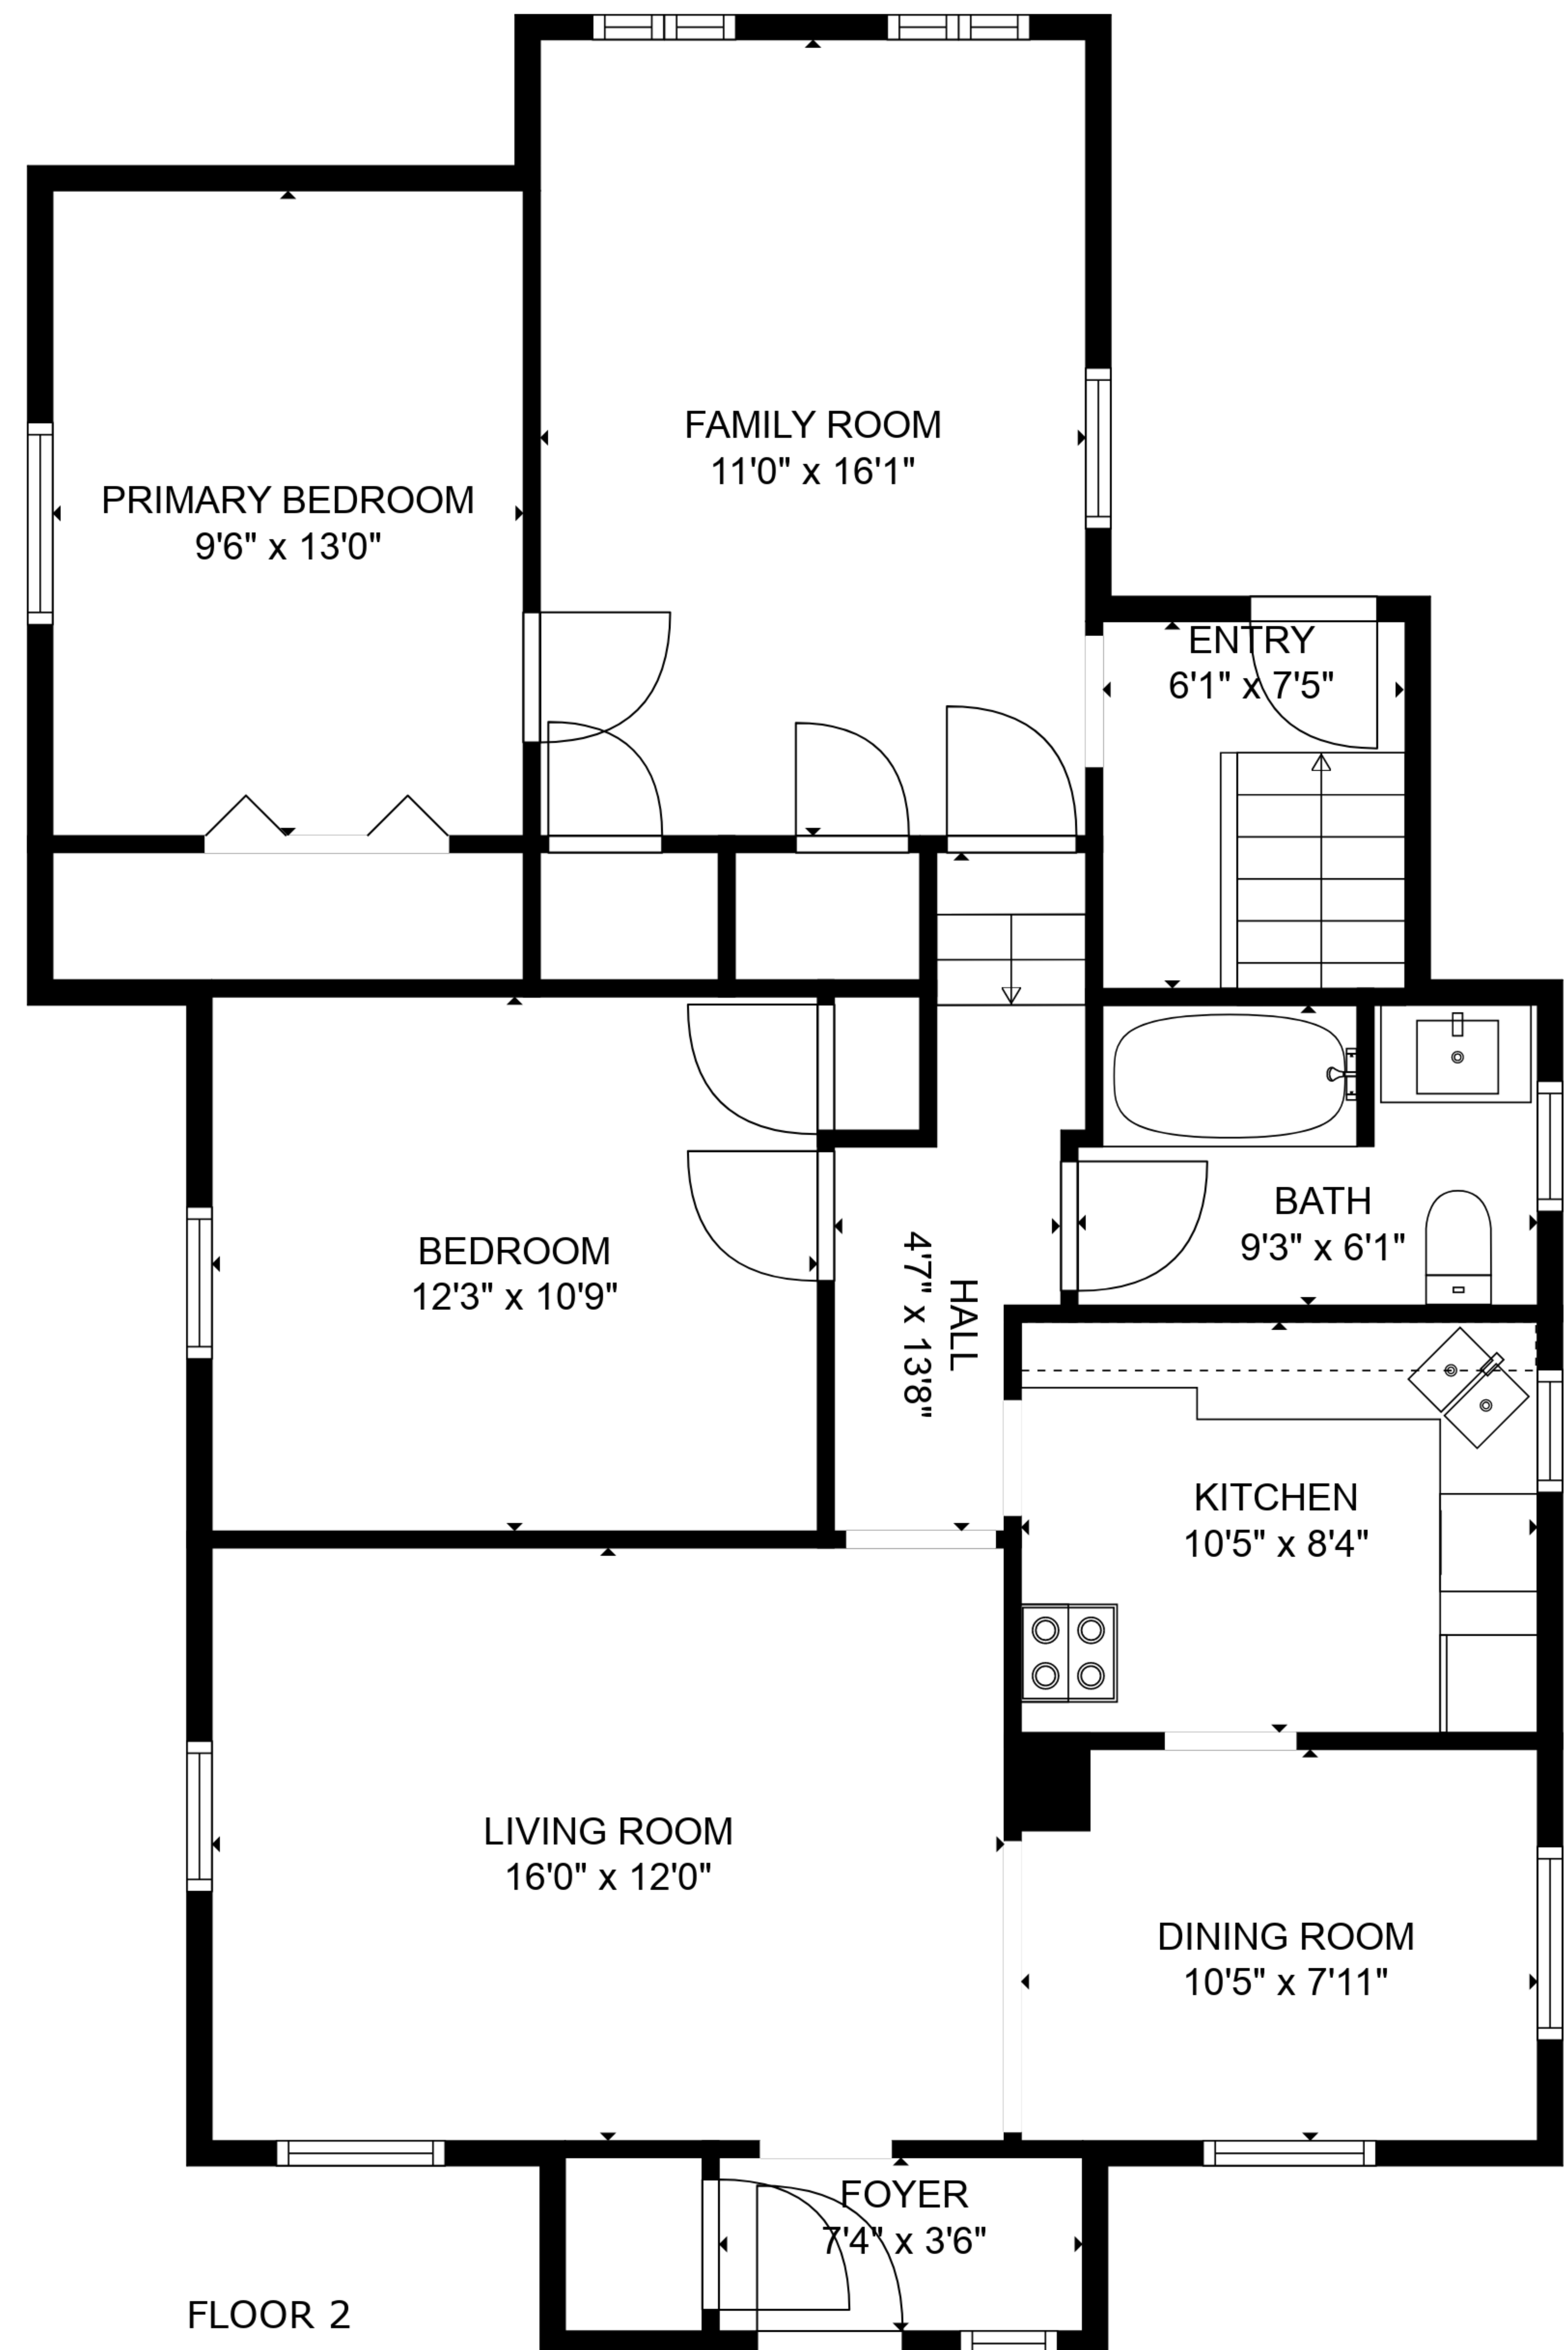 FAMILY ROOM
11'0" x 16'1"
PRIMARY BEDROOM
9'6" x 13'0"
ENTRY
6'1" x 7'5"
BATH
9'3" x 6'1"
BEDROOM
12'3" x 10'9"
HALL
4'7" x 13'8"
KITCHEN
10'5" x 8'4"
LIVING ROOM
16'0" x 12'0"
DINING ROOM
10'5" x 7'11"
FOYER
7'4" x 3'6"
FLOOR 2